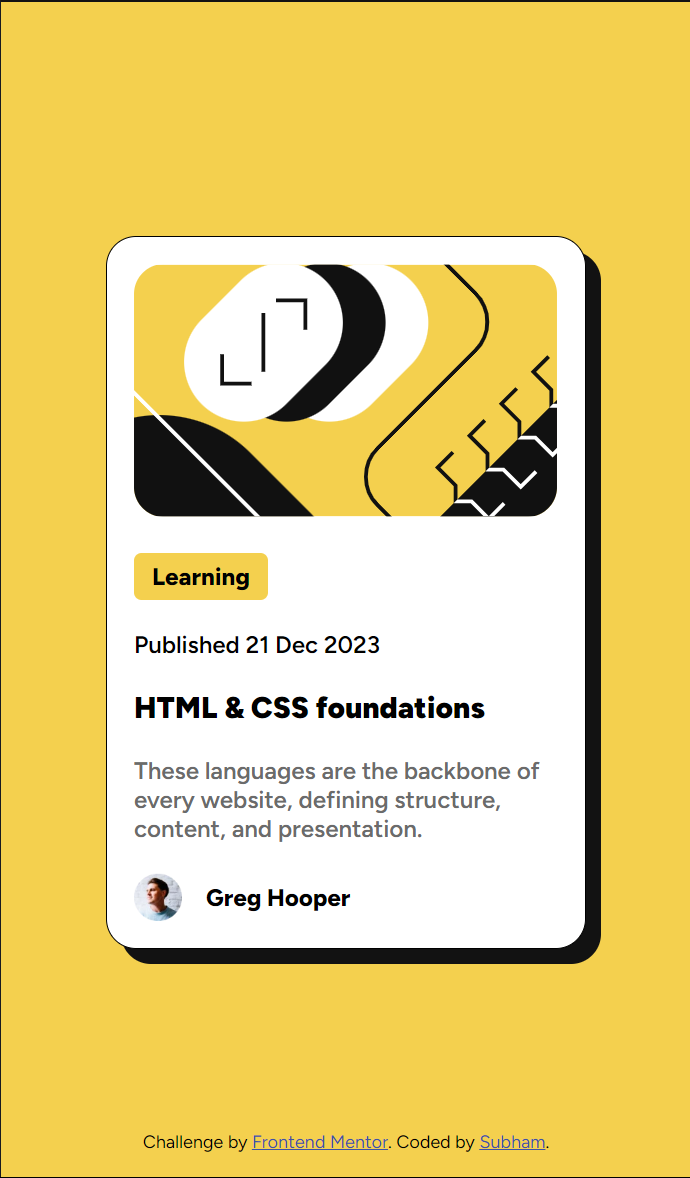 Learning
Published 21 Dec 2023
HTML & CSS foundations
These languages are the backbone of
every website, defining structure,
content, and presentation.
Greg Hooper
Challenge by Frontend Mentor. Coded by Subham.